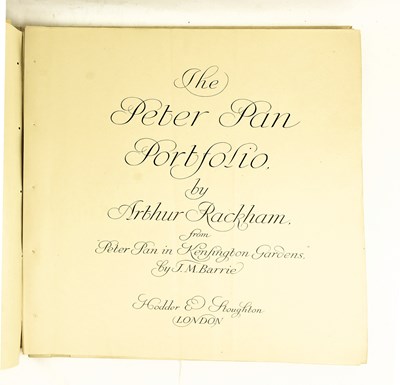 The
Peter Pan
Portfolio.
by
Arthur Rackham.
from
"Peter Pan in Kensington Gardens."
by J. M. Barrie
Hodder & Stoughton
LONDON